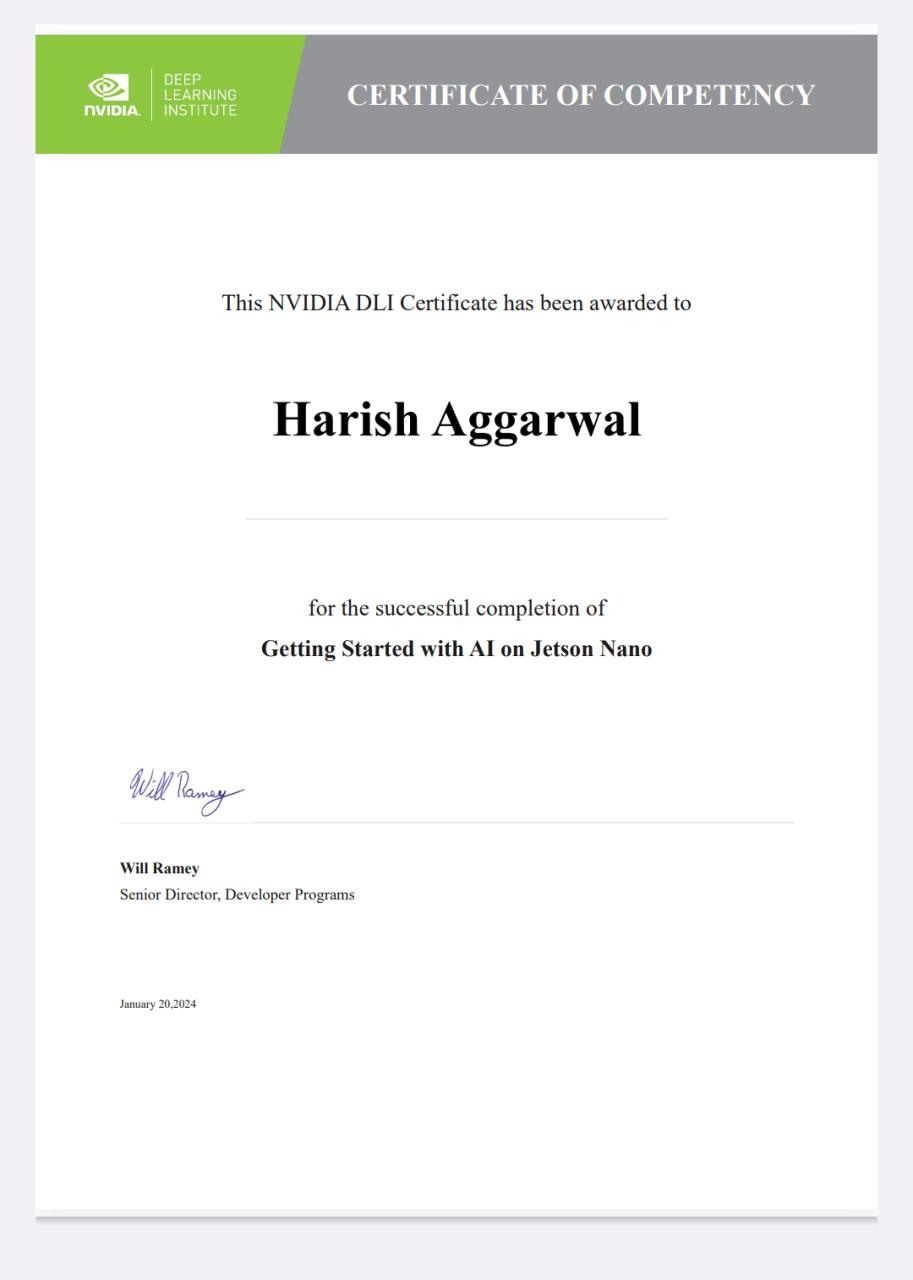 NVIDIA.
DEEP
LEARNING
INSTITUTE
CERTIFICATE OF COMPETENCY
This NVIDIA DLI Certificate has been awarded to
Harish Aggarwal
for the successful completion of
Getting Started with AI on Jetson Nano
Will Ramey
Will Ramey
Senior Director, Developer Programs
January 20,2024